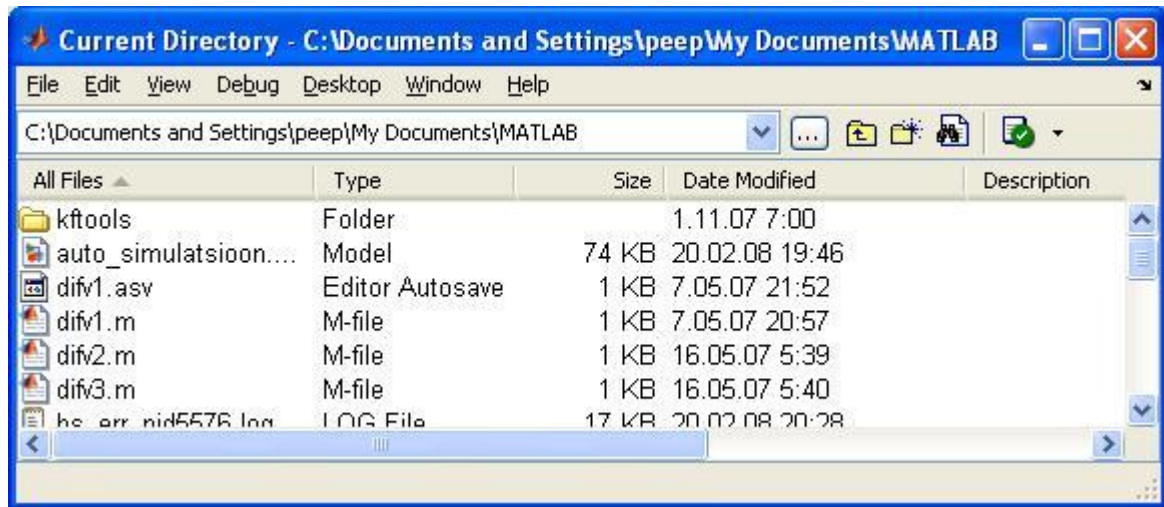 Current Directory - C:\Documents and Settings\peep\My Documents\MATLAB
File Edit View Debug Desktop Window Help
C:\Documents and Settings\peep\My Documents\MATLAB ...
All Files Type Size Date Modified Description
kftools Folder 1.11.07 7:00
auto_simulatsioon.... Model 74 KB 20.02.08 19:46
difv1.asv Editor Autosave 1 KB 7.05.07 21:52
difv1.m M-file 1 KB 7.05.07 20:57
difv2.m M-file 1 KB 16.05.07 5:39
difv3.m M-file 1 KB 16.05.07 5:40
hs_err_pid5576.log LOG File 17 KB 20.02.08 20:28